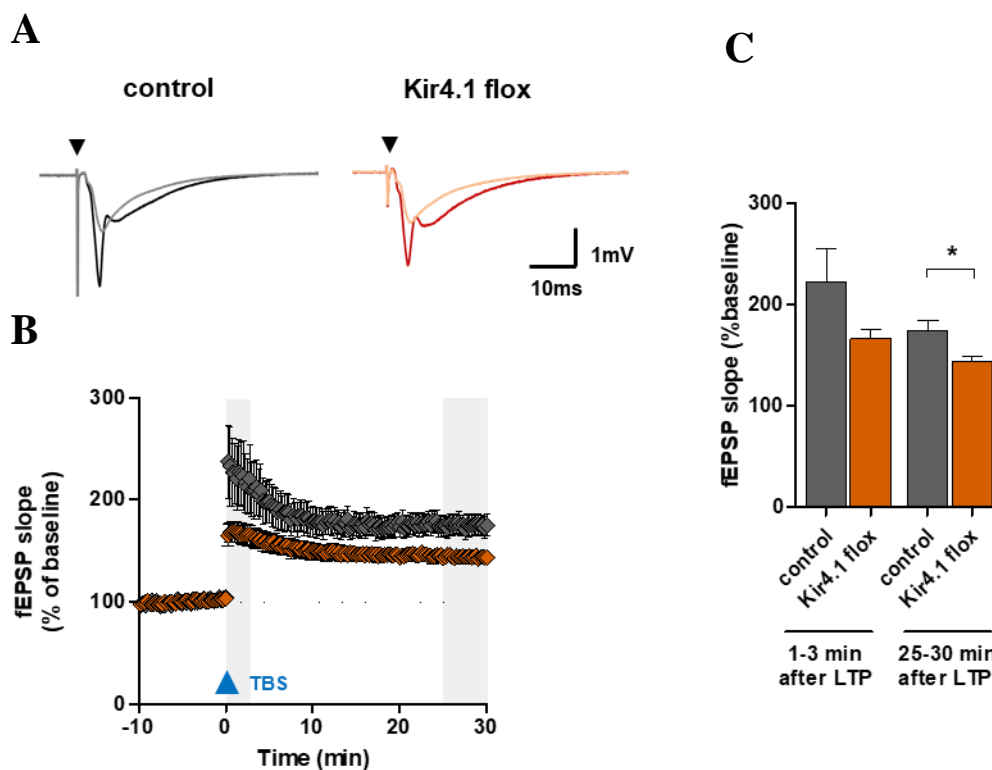 A
control
Kir4.1 flox
1mV
10ms
B
fEPSP slope
(% of baseline)
300
200
100
0
-10
0
10
20
30
TBS
Time (min)
C
fEPSP slope (%baseline)
300
200
100
0
*
control
Kir4.1 flox
control
Kir4.1 flox
1-3 min
after LTP
25-30 min
after LTP